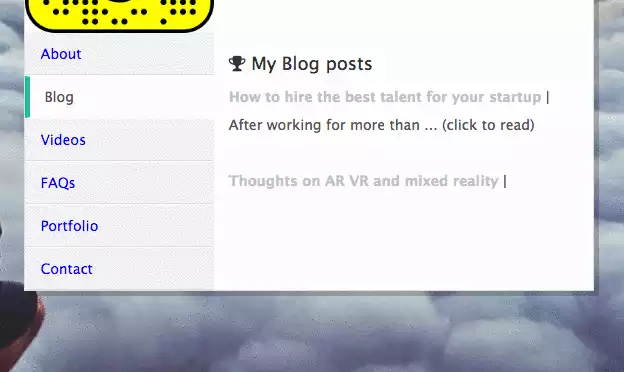 About
Blog
Videos
FAQs
Portfolio
Contact
My Blog posts
How to hire the best talent for your startup |
After working for more than ... (click to read)
Thoughts on AR VR and mixed reality |